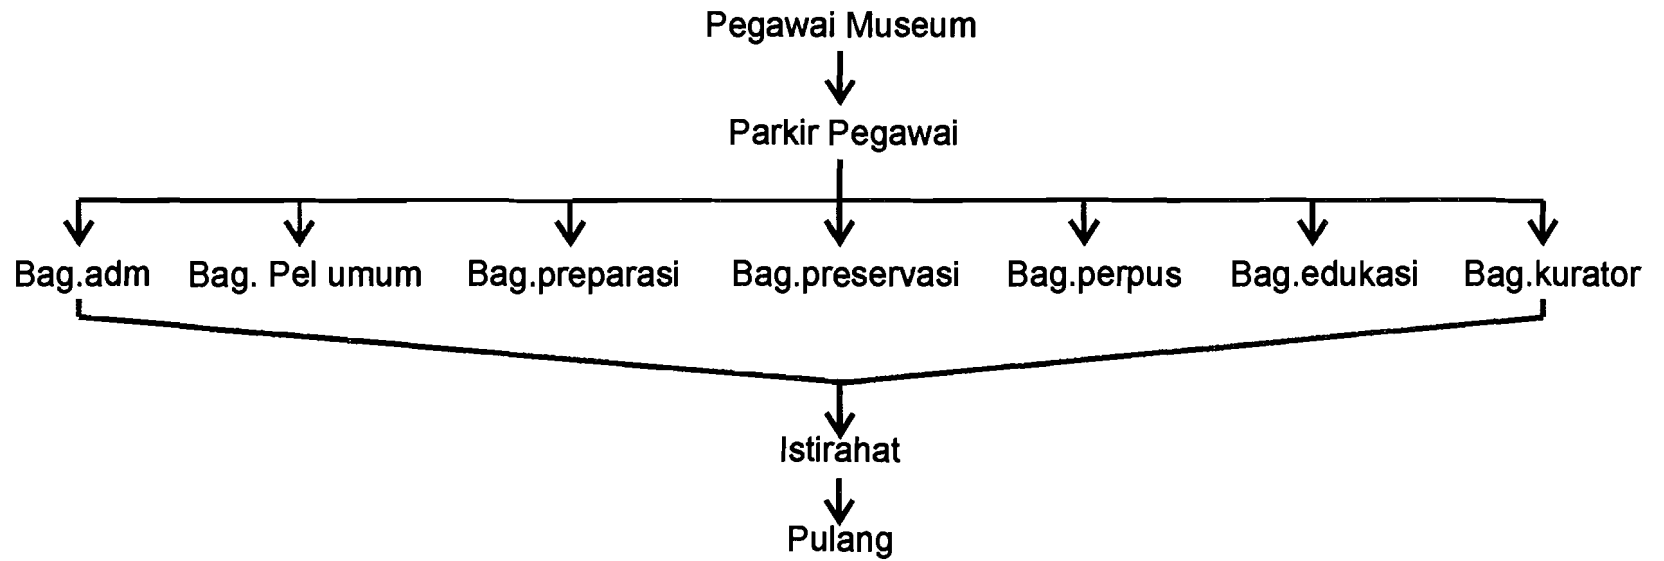 Pegawai Museum
Parkir Pegawai
Bag.adm Bag. Pel umum Bag.preparasi Bag.preservasi Bag.perpus Bag.edukasi Bag.kurator
Istirahat
Pulang